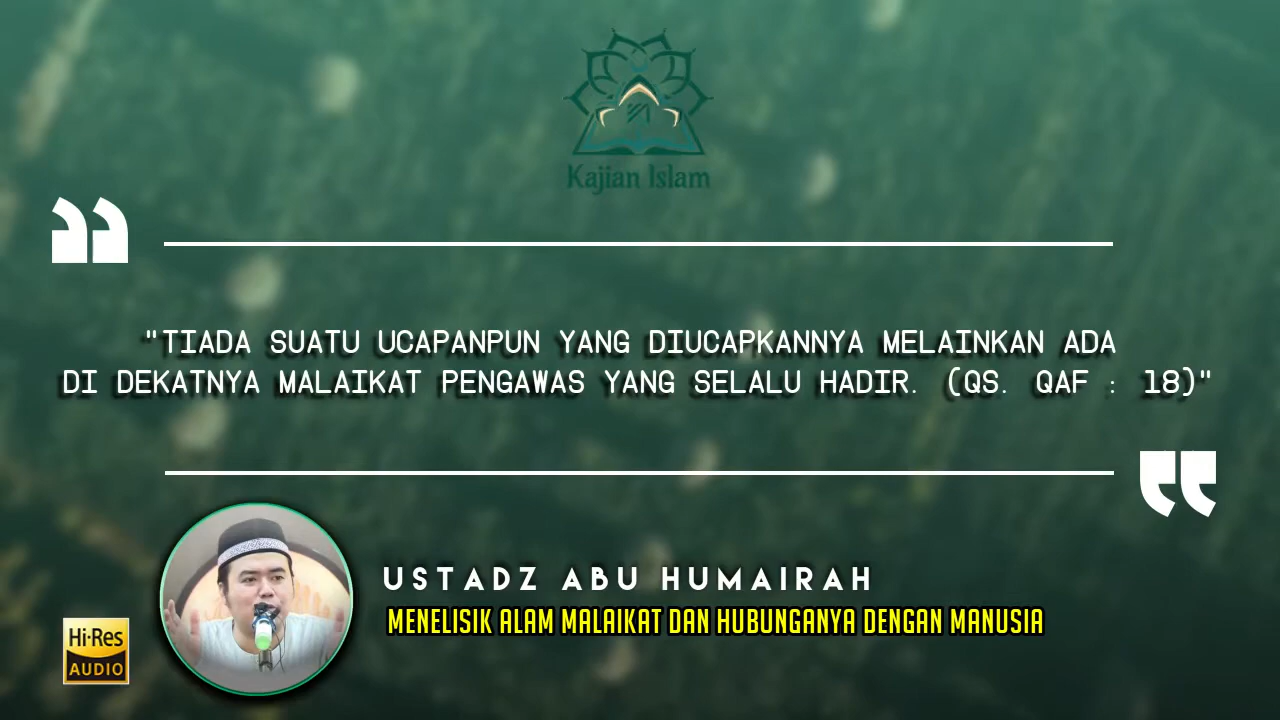 Kajian Islam
"TIADA SUATU UCAPANPUN YANG DIUCAPKANNYA MELAINKAN ADA
DI DEKATNYA MALAIKAT PENGAWAS YANG SELALU HADIR. (QS. QAF : 18)"
USTADZ ABU HUMAIRAH
MENELISIK ALAM MALAIKAT DAN HUBUNGANYA DENGAN MANUSIA
Hi-Res
AUDIO